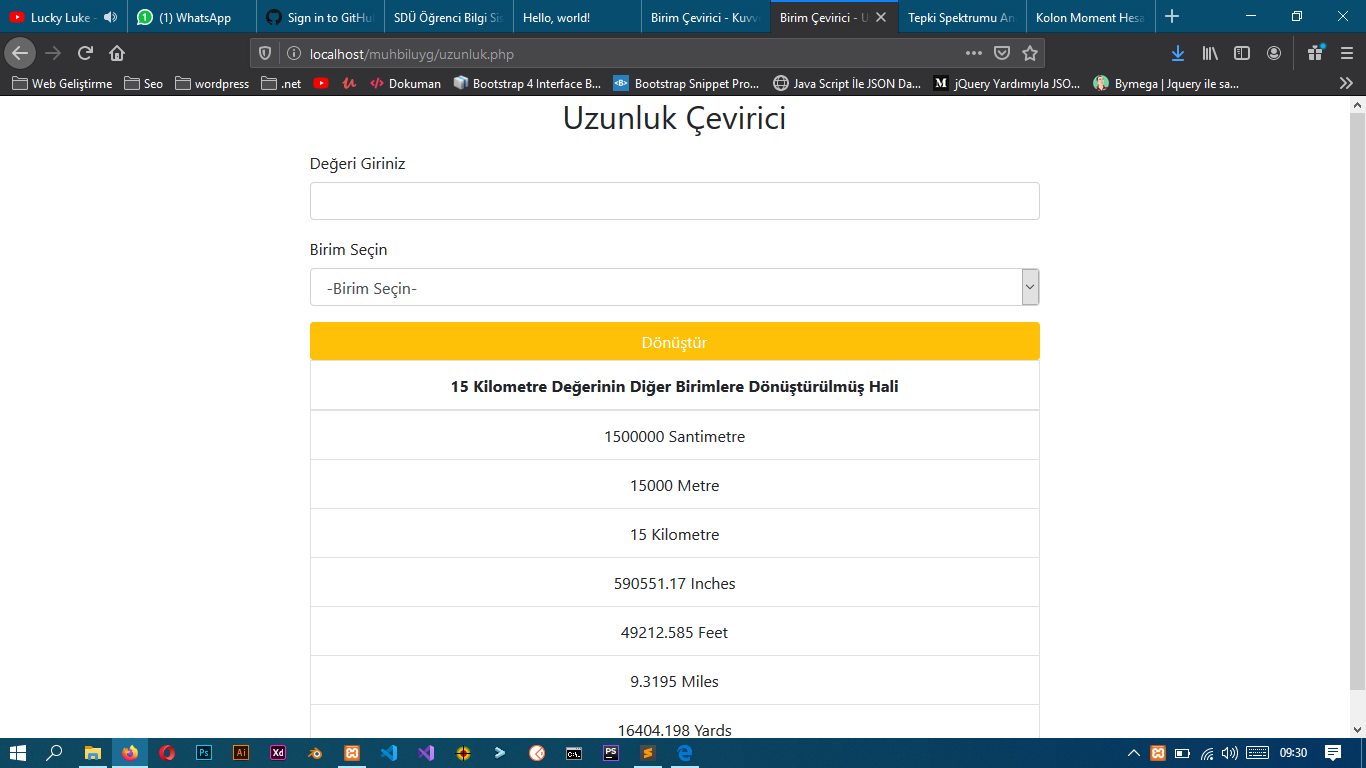 Lucky Luke -
(1) WhatsApp
Sign in to GitHu
SDÜ Öğrenci Bilgi Sis
Hello, world!
Birim Çevirici - Kuvve
Birim Çevirici - U
Tepki Spektrumu An
Kolon Moment Hesa
localhost/muhbiluyg/uzunluk.php
Web Geliştirme
Seo
wordpress
.net
Dokuman
Bootstrap 4 Interface B...
Bootstrap Snippet Pro...
Java Script İle JSON Da...
jQuery Yardımıyla JSO...
Bymega | Jquery ile sa...
Uzunluk Çevirici
Değeri Giriniz
Birim Seçin
-Birim Seçin-
Dönüştür
15 Kilometre Değerinin Diğer Birimlere Dönüştürülmüş Hali
1500000 Santimetre
15000 Metre
15 Kilometre
590551.17 Inches
49212.585 Feet
9.3195 Miles
16404.198 Yards
09:30